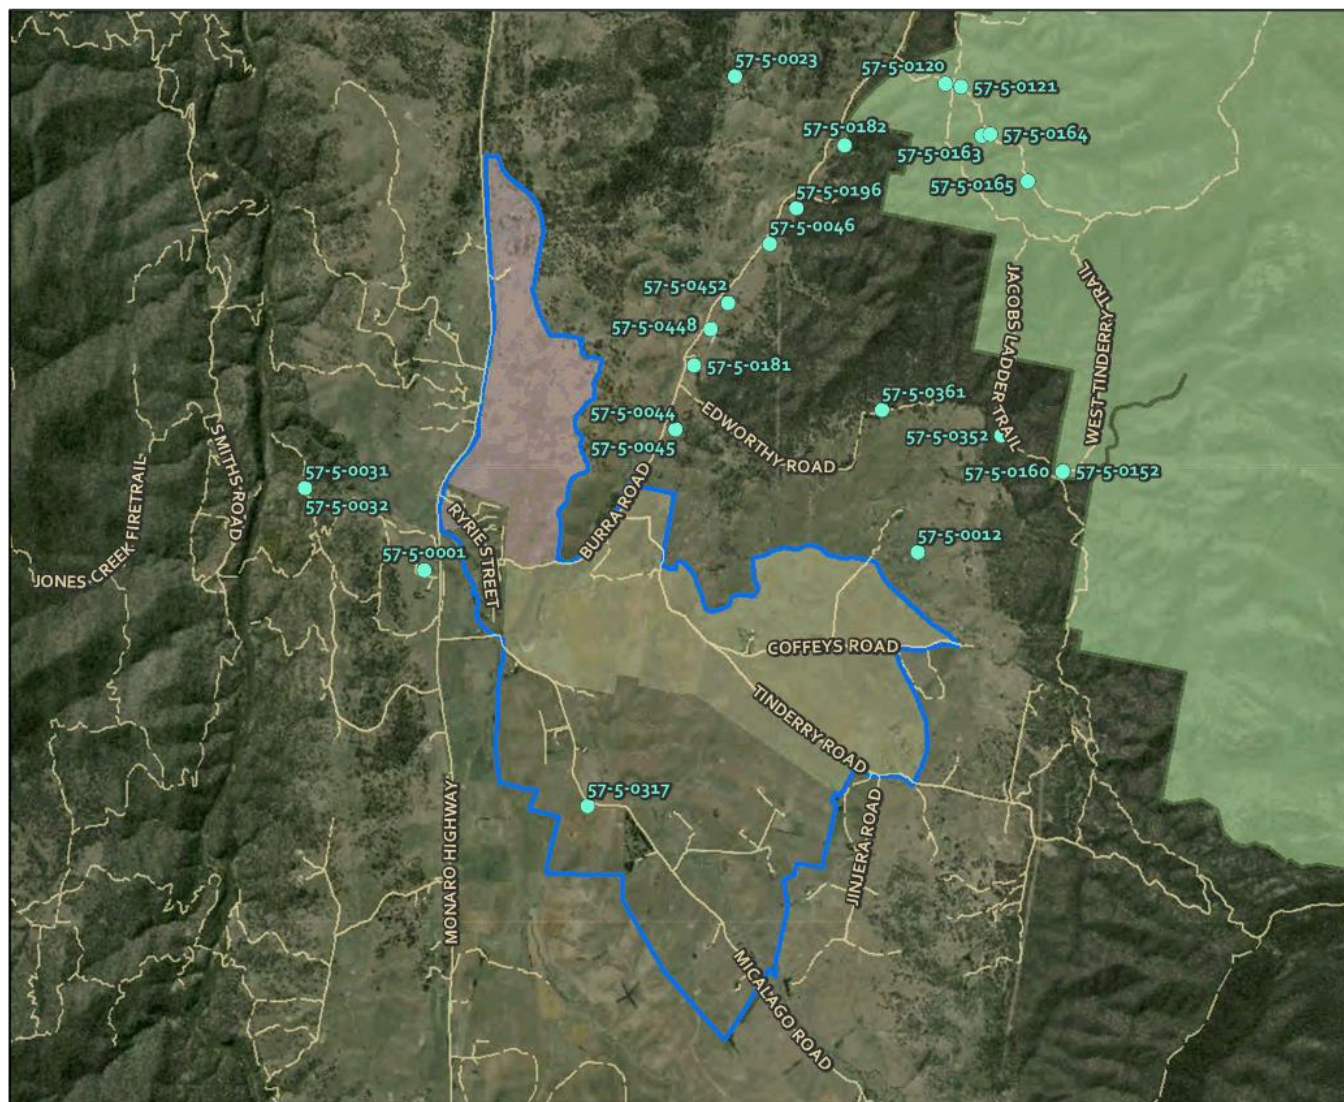 57-5-0023
57-5-0120
57-5-0121
57-5-0182
57-5-0164
57-5-0163
57-5-0165
57-5-0196
57-5-0046
57-5-0452
57-5-0448
57-5-0181
JACOBS LADDER TRAIL
WEST TINDERRY TRAIL
57-5-0361
57-5-0044
57-5-0045
EDWORTHY ROAD
57-5-0352
57-5-0160
57-5-0152
57-5-0031
57-5-0032
SMITHS ROAD
JONES CREEK FIRETRAIL
BURRA ROAD
RYRIE STREET
57-5-0001
57-5-0012
COFFEYS ROAD
TINDERRY ROAD
57-5-0317
MONARO HIGHWAY
JINJERA ROAD
MICALAGO ROAD